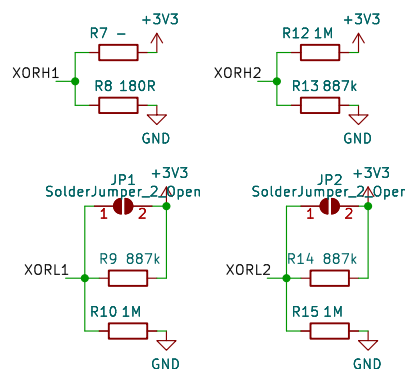 +3V3
R7 -
XORH1
R8 180R
GND
+3V3
R12 1M
XORH2
R13 887k
GND
JP1
+3V3
SolderJumper_2_Open
1 2
R9 887k
XORL1
R10 1M
GND
JP2
+3V3
SolderJumper_2_Open
1 2
R14 887k
XORL2
R15 1M
GND